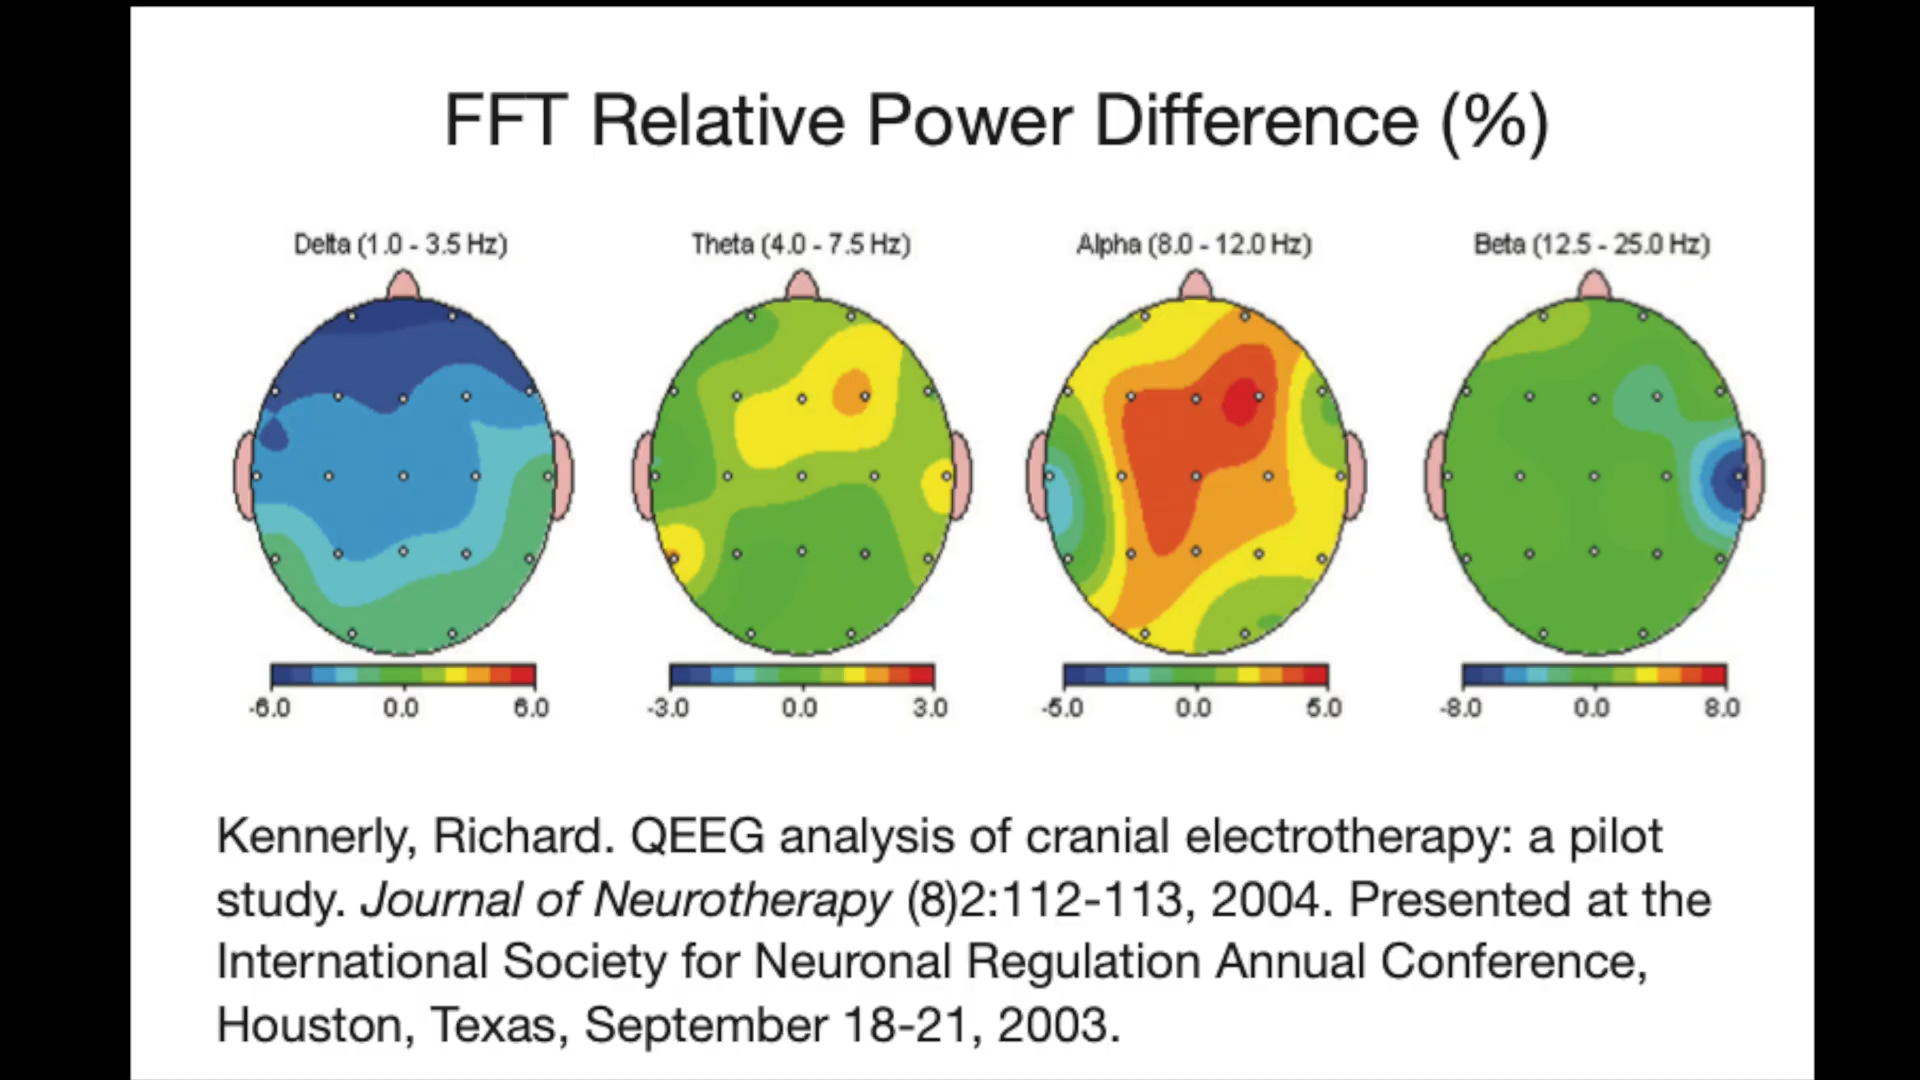 FFT Relative Power Difference (%)
Delta (1.0 - 3.5 Hz)
Theta (4.0 - 7.5 Hz)
Alpha (8.0 - 12.0 Hz)
Beta (12.5 - 25.0 Hz)
-6.0 0.0 6.0
-3.0 0.0 3.0
-5.0 0.0 5.0
-8.0 0.0 8.0
Kennerly, Richard. QEEG analysis of cranial electrotherapy: a pilot
study. Journal of Neurotherapy (8)2:112-113, 2004. Presented at the
International Society for Neuronal Regulation Annual Conference,
Houston, Texas, September 18-21, 2003.